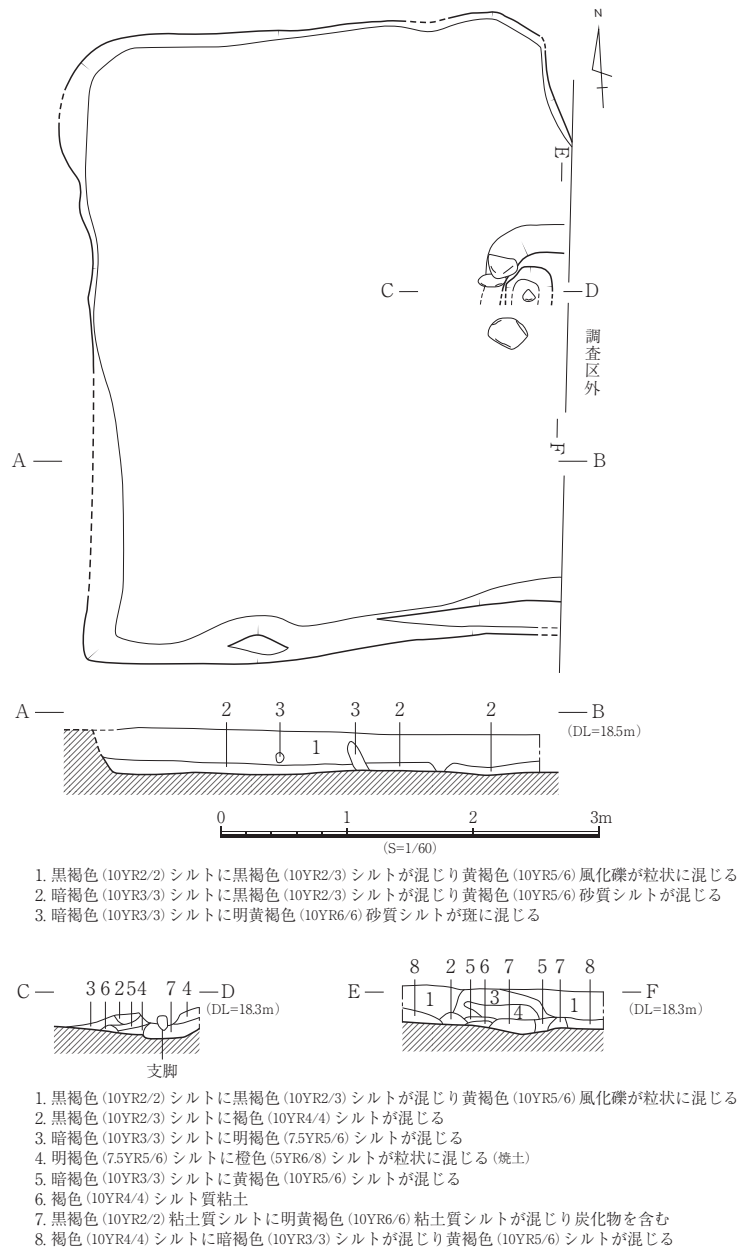 N
E
C
D
調査区外
F
A
B
A 2 3 3 2 2 B
1
(DL=18.5m)
0 1 2 3m
(S=1/60)
1. 黒褐色(10YR2/2)シルトに黒褐色(10YR2/3)シルトが混じり黄褐色(10YR5/6)風化礫が粒状に混じる
2. 暗褐色(10YR3/3)シルトに黒褐色(10YR2/3)シルトが混じり黄褐色(10YR5/6)砂質シルトが混じる
3. 暗褐色(10YR3/3)シルトに明黄褐色(10YR6/6)砂質シルトが斑に混じる
C 3 6 2 5 4 7 4 D
(DL=18.3m)
支脚
E 8 2 5 6 7 5 7 8 F
1 3 4 1
(DL=18.3m)
1. 黒褐色(10YR2/2)シルトに黒褐色(10YR2/3)シルトが混じり黄褐色(10YR5/6)風化礫が粒状に混じる
2. 黒褐色(10YR2/3)シルトに褐色(10YR4/4)シルトが混じる
3. 暗褐色(10YR3/3)シルトに明褐色(7.5YR5/6)シルトが混じる
4. 明褐色(7.5YR5/6)シルトに橙色(5YR6/8)シルトが粒状に混じる(焼土)
5. 暗褐色(10YR3/3)シルトに黄褐色(10YR5/6)シルトが混じる
6. 褐色(10YR4/4)シルト質粘土
7. 黒褐色(10YR2/2)粘土質シルトに明黄褐色(10YR6/6)粘土質シルトが混じり炭化物を含む
8. 褐色(10YR4/4)シルトに暗褐色(10YR3/3)シルトが混じり黄褐色(10YR5/6)シルトが混じる